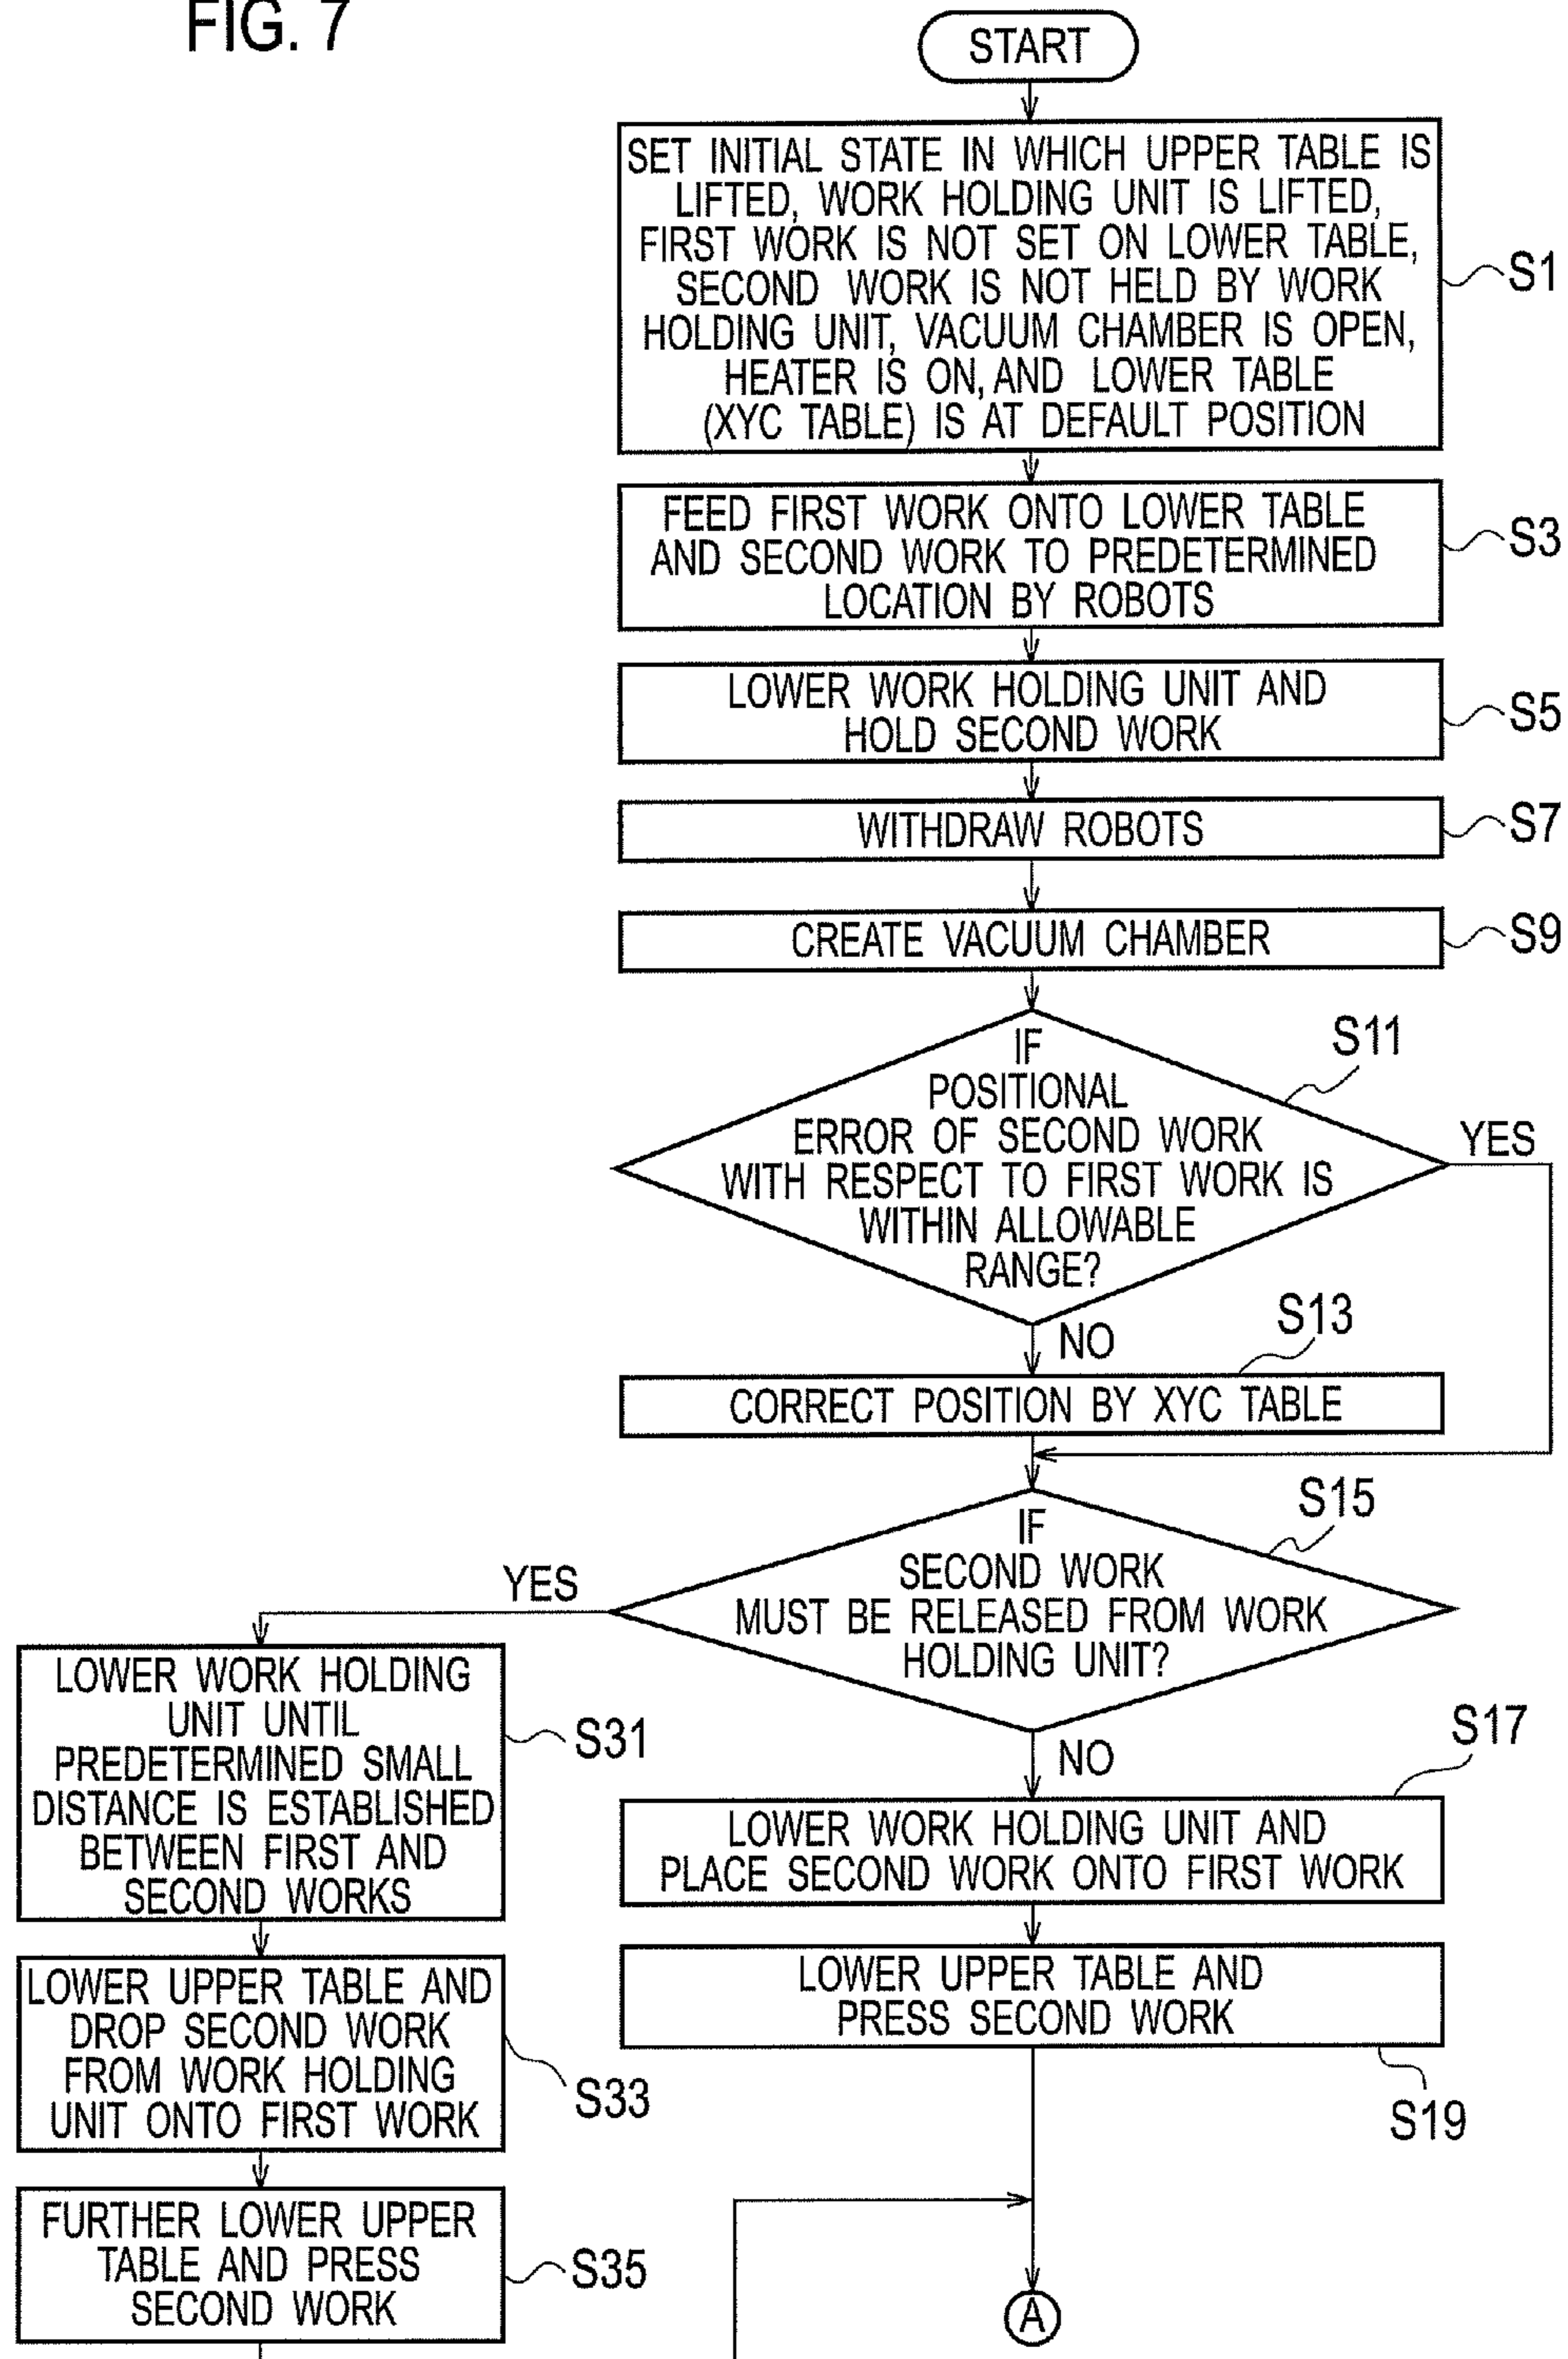 FIG. 7
START
SET INITIAL STATE IN WHICH UPPER TABLE IS
LIFTED, WORK HOLDING UNIT IS LIFTED,
FIRST WORK IS NOT SET ON LOWER TABLE,
SECOND WORK IS NOT HELD BY WORK
HOLDING UNIT, VACUUM CHAMBER IS OPEN,
HEATER IS ON, AND LOWER TABLE
(XYC TABLE) IS AT DEFAULT POSITION
S1
FEED FIRST WORK ONTO LOWER TABLE
AND SECOND WORK TO PREDETERMINED
LOCATION BY ROBOTS
S3
LOWER WORK HOLDING UNIT AND
HOLD SECOND WORK
S5
WITHDRAW ROBOTS
S7
CREATE VACUUM CHAMBER
S9
IF
POSITIONAL
ERROR OF SECOND WORK
WITH RESPECT TO FIRST WORK IS
WITHIN ALLOWABLE
RANGE?
S11
YES
NO
S13
CORRECT POSITION BY XYC TABLE
IF
SECOND WORK
MUST BE RELEASED FROM WORK
HOLDING UNIT?
S15
YES
NO
LOWER WORK HOLDING
UNIT UNTIL
PREDETERMINED SMALL
DISTANCE IS ESTABLISHED
BETWEEN FIRST AND
SECOND WORKS
S31
S17
LOWER WORK HOLDING UNIT AND
PLACE SECOND WORK ONTO FIRST WORK
LOWER UPPER TABLE AND
DROP SECOND WORK
FROM WORK HOLDING
UNIT ONTO FIRST WORK
S33
LOWER UPPER TABLE AND
PRESS SECOND WORK
S19
FURTHER LOWER UPPER
TABLE AND PRESS
SECOND WORK
S35
A